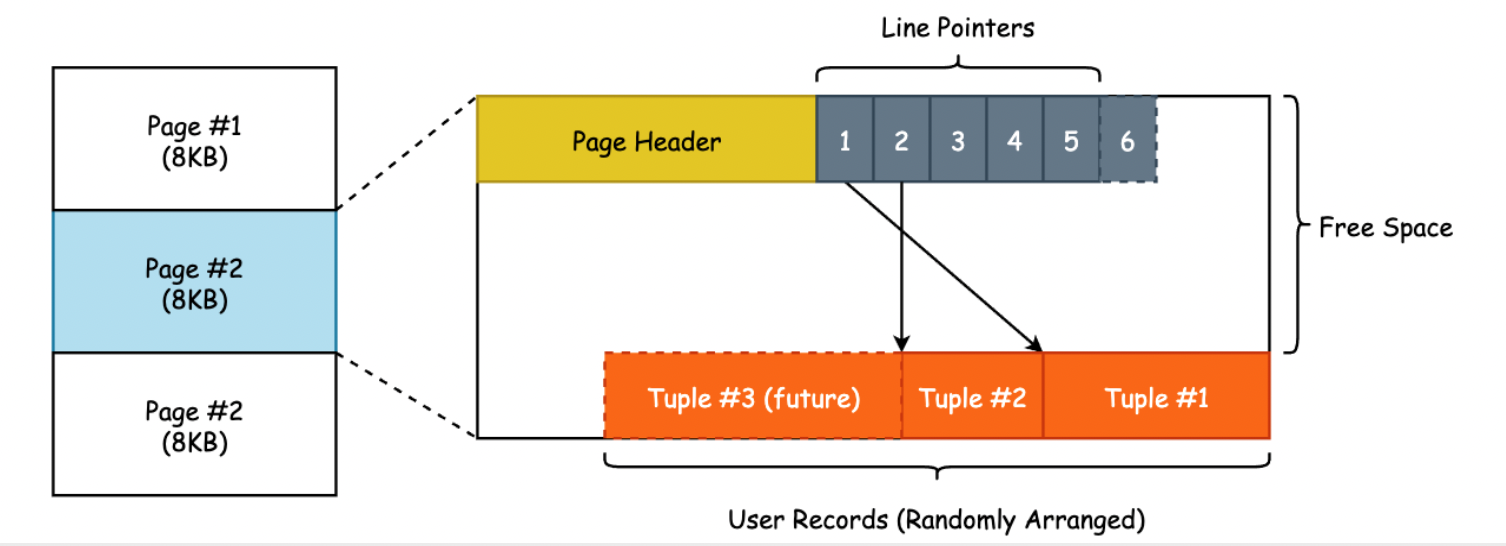 Line Pointers
Page #1
(8KB)
Page Header
1
2
3
4
5
6
Free Space
Page #2
(8KB)
Page #2
(8KB)
Tuple #3 (future)
Tuple #2
Tuple #1
User Records (Randomly Arranged)